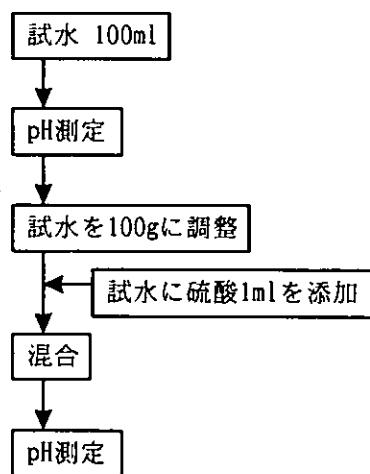 試水 100ml
pH測定
試水を100gに調整
試水に硫酸1mlを添加
混合
pH測定